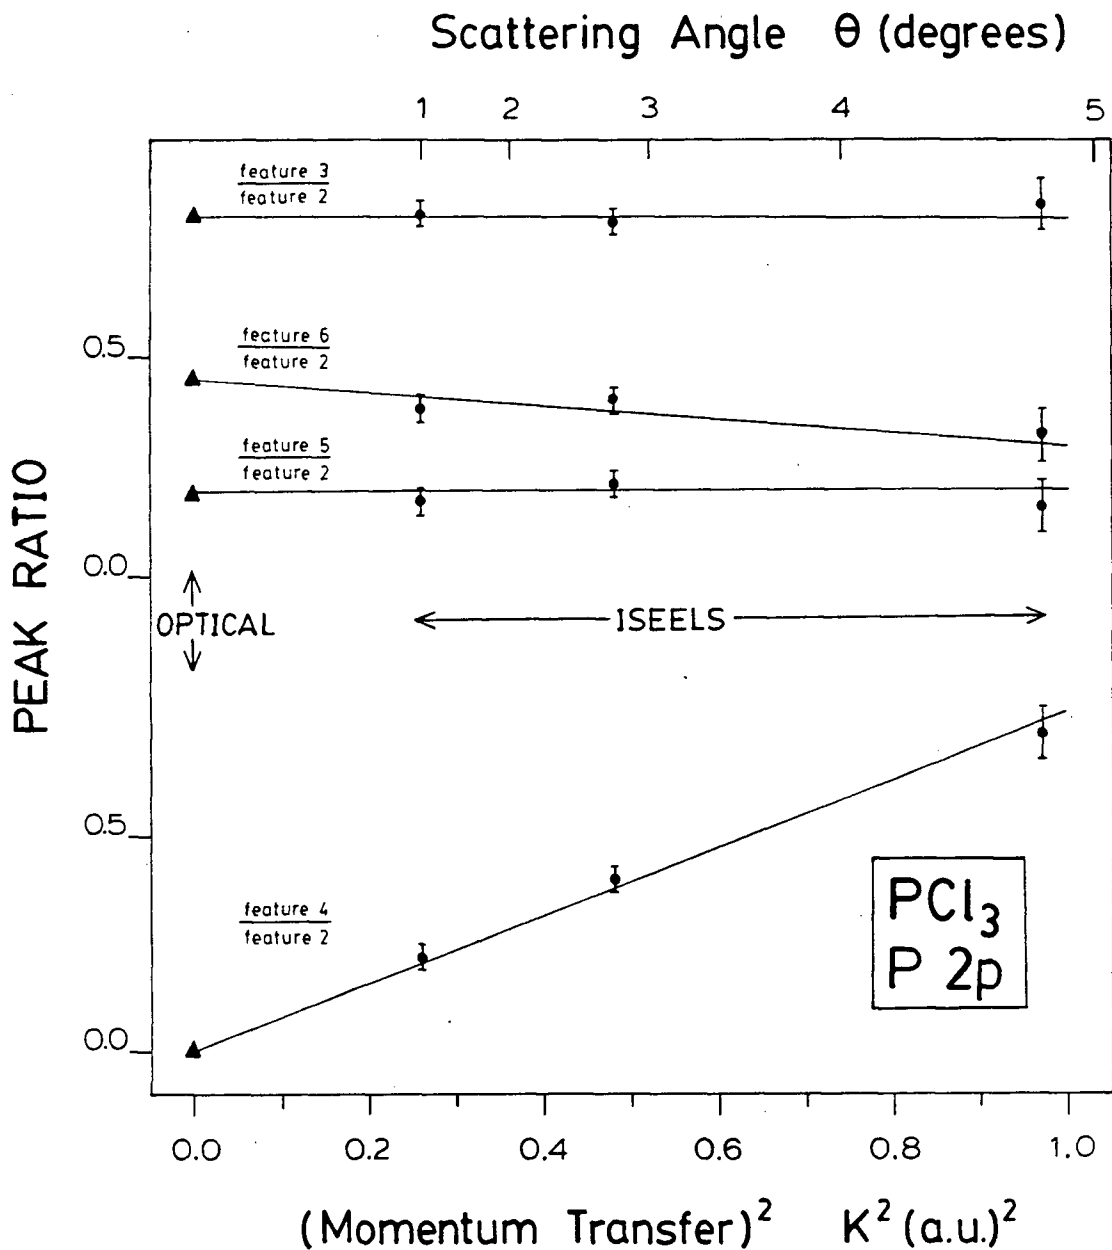 Scattering Angle θ (degrees)
1 2 3 4 5
feature 3
feature 2
feature 6
feature 2
0.5
feature 5
feature 2
0.0
OPTICAL
ISEELS
PEAK RATIO
0.5
feature 4
feature 2
PCl₃
P 2p
0.0
0.0 0.2 0.4 0.6 0.8 1.0
(Momentum Transfer)² K² (a.u.)²